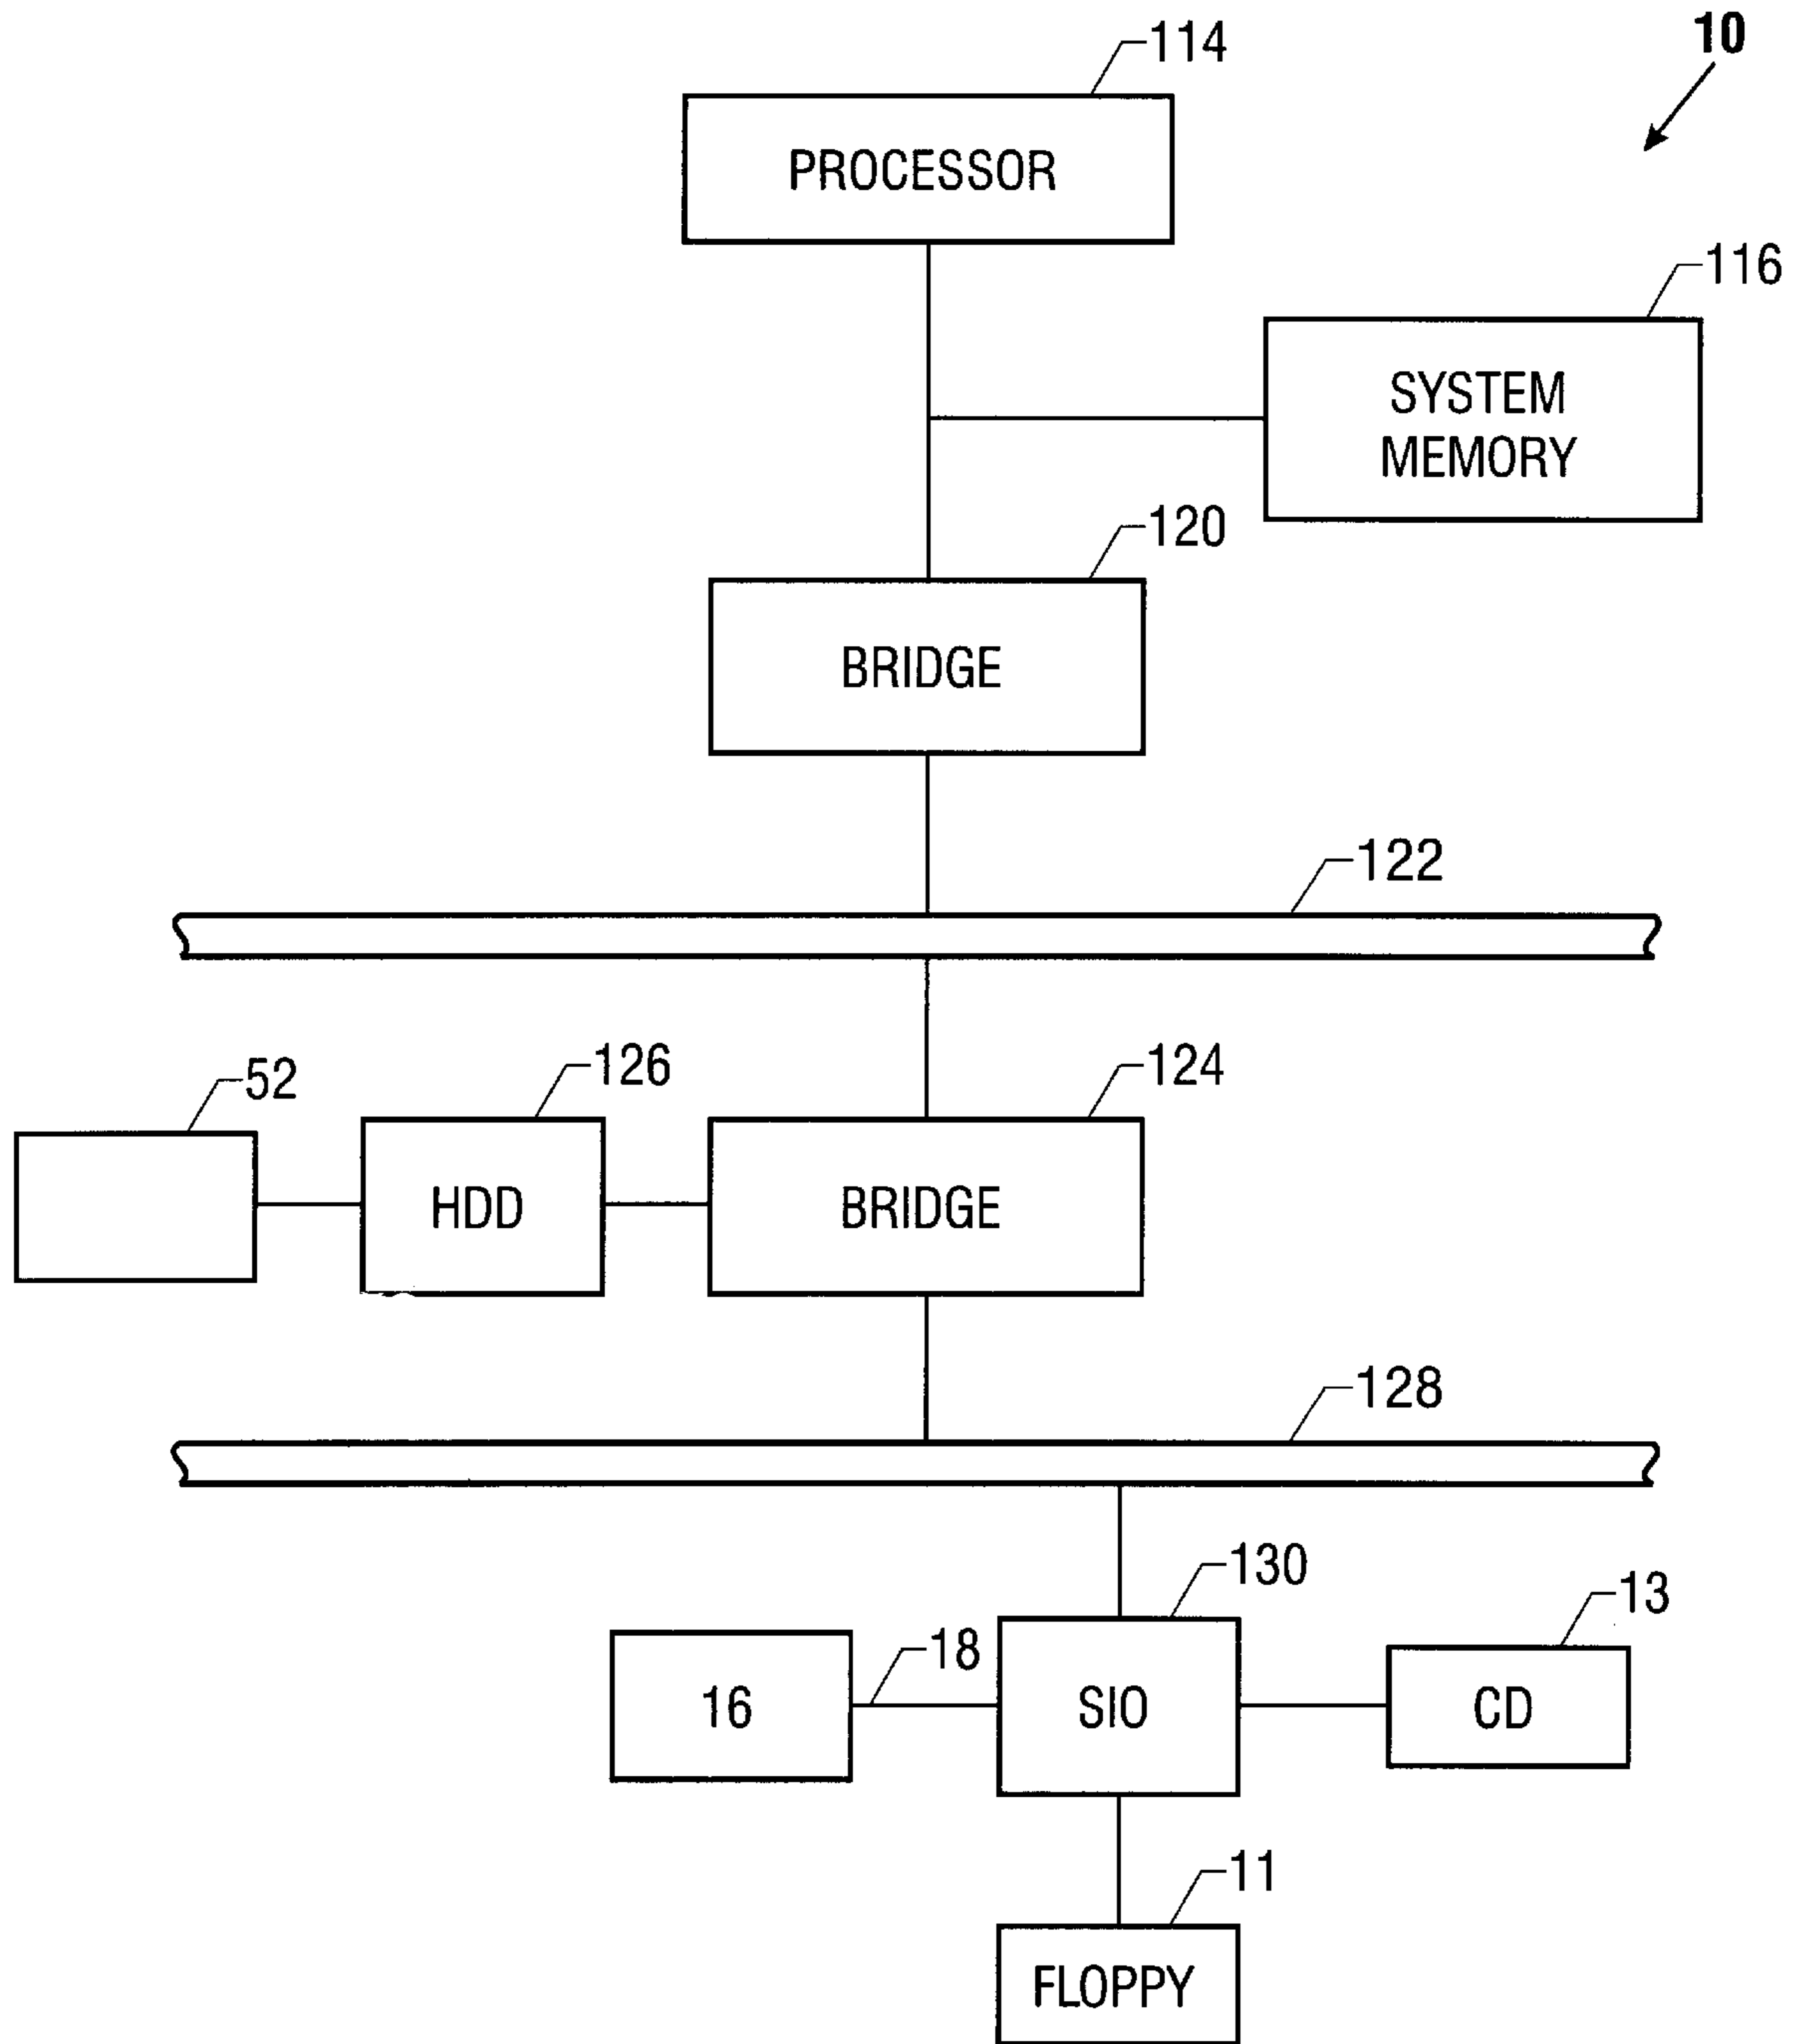 10
114
PROCESSOR
116
SYSTEM
MEMORY
120
BRIDGE
122
52
126
124
HDD
BRIDGE
128
130
13
18
16
SIO
CD
11
FLOPPY